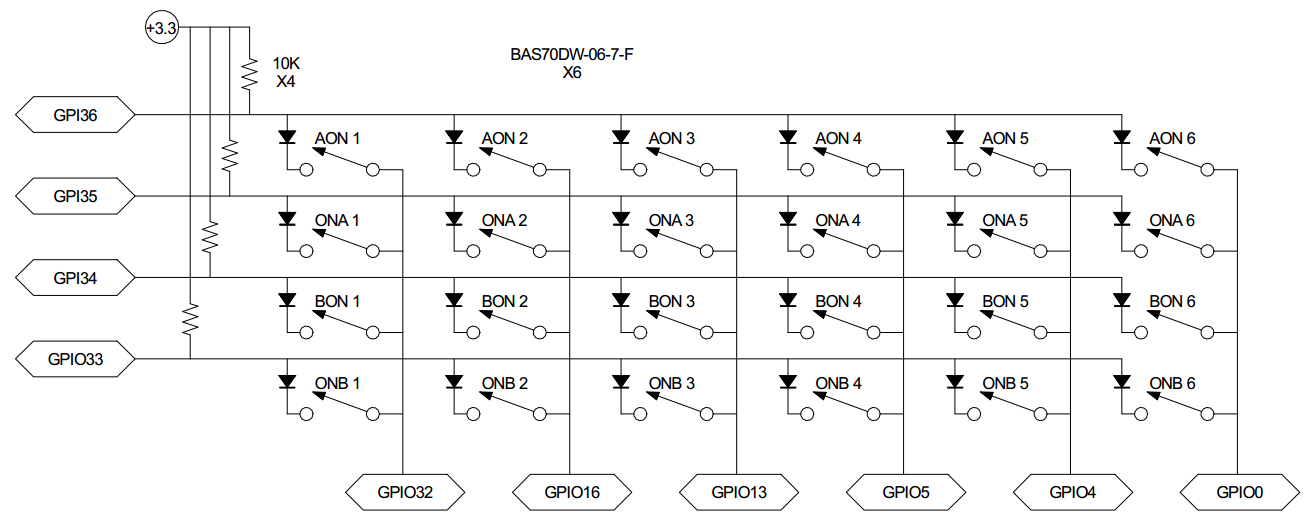 +3.3
BAS70DW-06-7-F
X6
10K
X4
GPI36
AON 1 AON 2 AON 3 AON 4 AON 5 AON 6
GPI35
ONA 1 ONA 2 ONA 3 ONA 4 ONA 5 ONA 6
GPI34
BON 1 BON 2 BON 3 BON 4 BON 5 BON 6
GPIO33
ONB 1 ONB 2 ONB 3 ONB 4 ONB 5 ONB 6
GPIO32 GPIO16 GPIO13 GPIO5 GPIO4 GPIO0